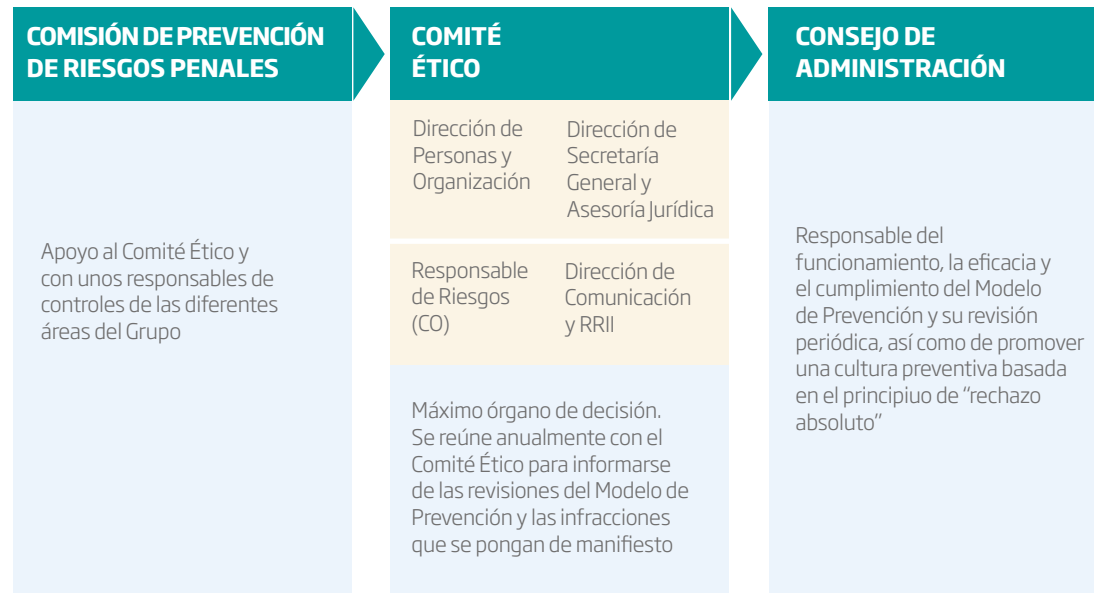 COMISIÓN DE PREVENCIÓN
DE RIESGOS PENALES
Apoyo al Comité Ético y
con unos responsables de
controles de las diferentes
áreas del Grupo
COMITÉ
ÉTICO
Dirección de
Personas y
Organización
Dirección de
Secretaría
General y
Asesoría Jurídica
Responsable
de Riesgos
(CO)
Dirección de
Comunicación
y RRII
Máximo órgano de decisión.
Se reúne anualmente con el
Comité Ético para informarse
de las revisiones del Modelo de
Prevención y las infracciones
que se pongan de manifiesto
CONSEJO DE
ADMINISTRACIÓN
Responsable del
funcionamiento, la eficacia y
el cumplimiento del Modelo
de Prevención y su revisión
periódica, así como de promover
una cultura preventiva basada
en el principiuo de “rechazo
absoluto”